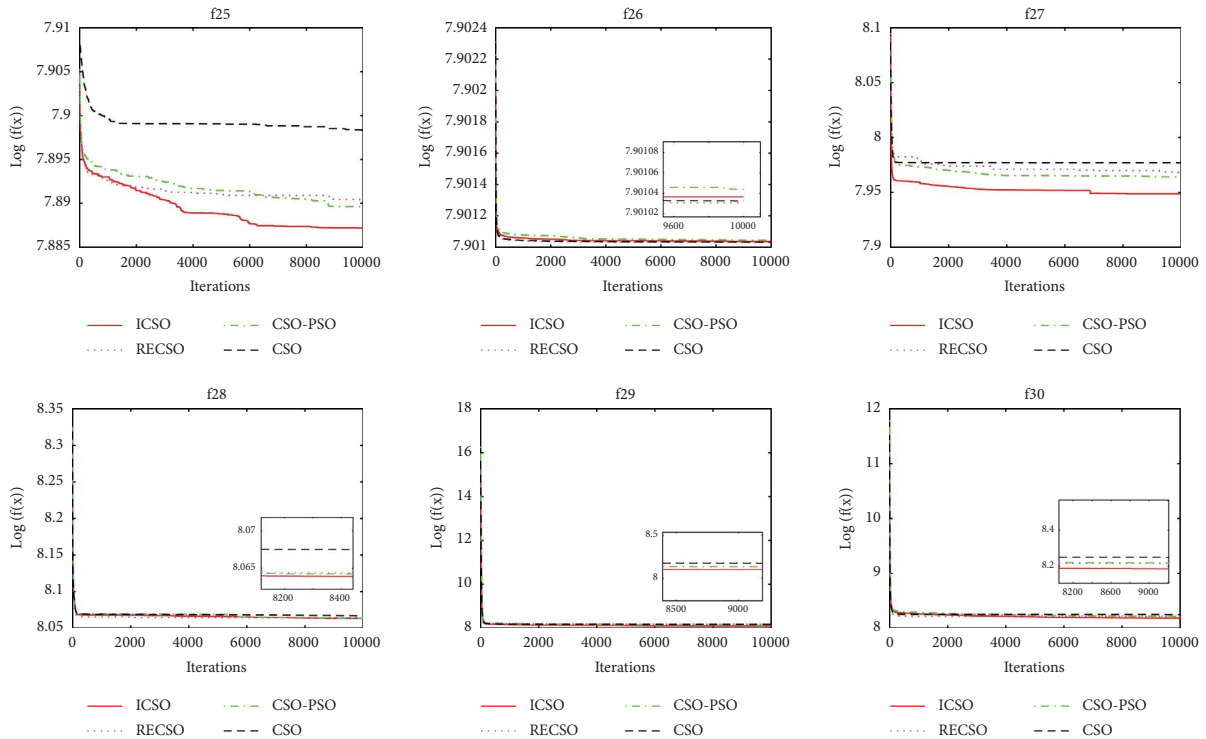 f25
7.91
7.905
7.9
7.895
7.89
7.885
Log (f(x))
0 2000 4000 6000 8000 10000
Iterations
ICSO
CSO-PSO
RECSO
CSO
f26
7.9024
7.9022
7.902
7.9018
7.9016
7.9014
7.9012
7.901
Log (f(x))
7.90108
7.90106
7.90104
7.90102
9600 10000
0 2000 4000 6000 8000 10000
Iterations
ICSO
CSO-PSO
RECSO
CSO
f27
8.1
8.05
8
7.95
7.9
Log (f(x))
0 2000 4000 6000 8000 10000
Iterations
ICSO
CSO-PSO
RECSO
CSO
f28
8.35
8.3
8.25
8.2
8.15
8.1
8.05
Log (f(x))
8.07
8.065
8200 8400
0 2000 4000 6000 8000 10000
Iterations
ICSO
CSO-PSO
RECSO
CSO
f29
18
16
14
12
10
8
Log (f(x))
8.5
8
8500 9000
0 2000 4000 6000 8000 10000
Iterations
ICSO
CSO-PSO
RECSO
CSO
f30
12
11
10
9
8
Log (f(x))
8.4
8.2
8200 8600 9000
0 2000 4000 6000 8000 10000
Iterations
ICSO
CSO-PSO
RECSO
CSO